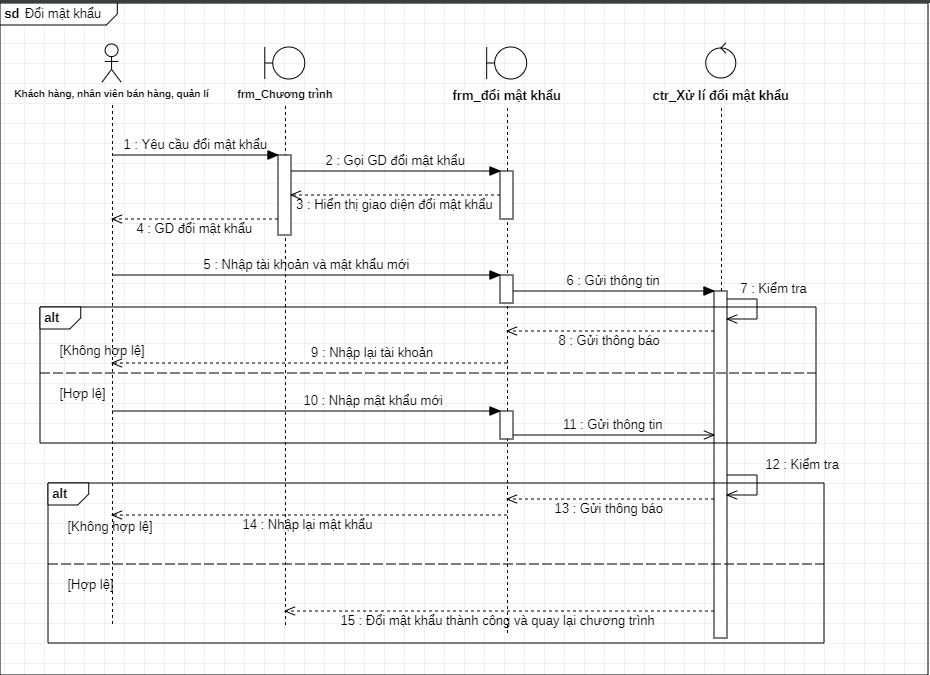 sd Đổi mật khẩu
Khách hàng, nhân viên bán hàng, quản lí
frm_Chương trình
frm_đổi mật khẩu
ctr_Xử lí đổi mật khẩu
1 : Yêu cầu đổi mật khẩu
2 : Gọi GD đổi mật khẩu
3 : Hiển thị giao diện đổi mật khẩu
4 : GD đổi mật khẩu
5 : Nhập tài khoản và mật khẩu mới
6 : Gửi thông tin
7 : Kiểm tra
alt
8 : Gửi thông báo
[Không hợp lệ]
9 : Nhập lại tài khoản
[Hợp lệ]
10 : Nhập mật khẩu mới
11 : Gửi thông tin
12 : Kiểm tra
alt
13 : Gửi thông báo
[Không hợp lệ]
14 : Nhập lại mật khẩu
[Hợp lệ]
15 : Đổi mật khẩu thành công và quay lại chương trình